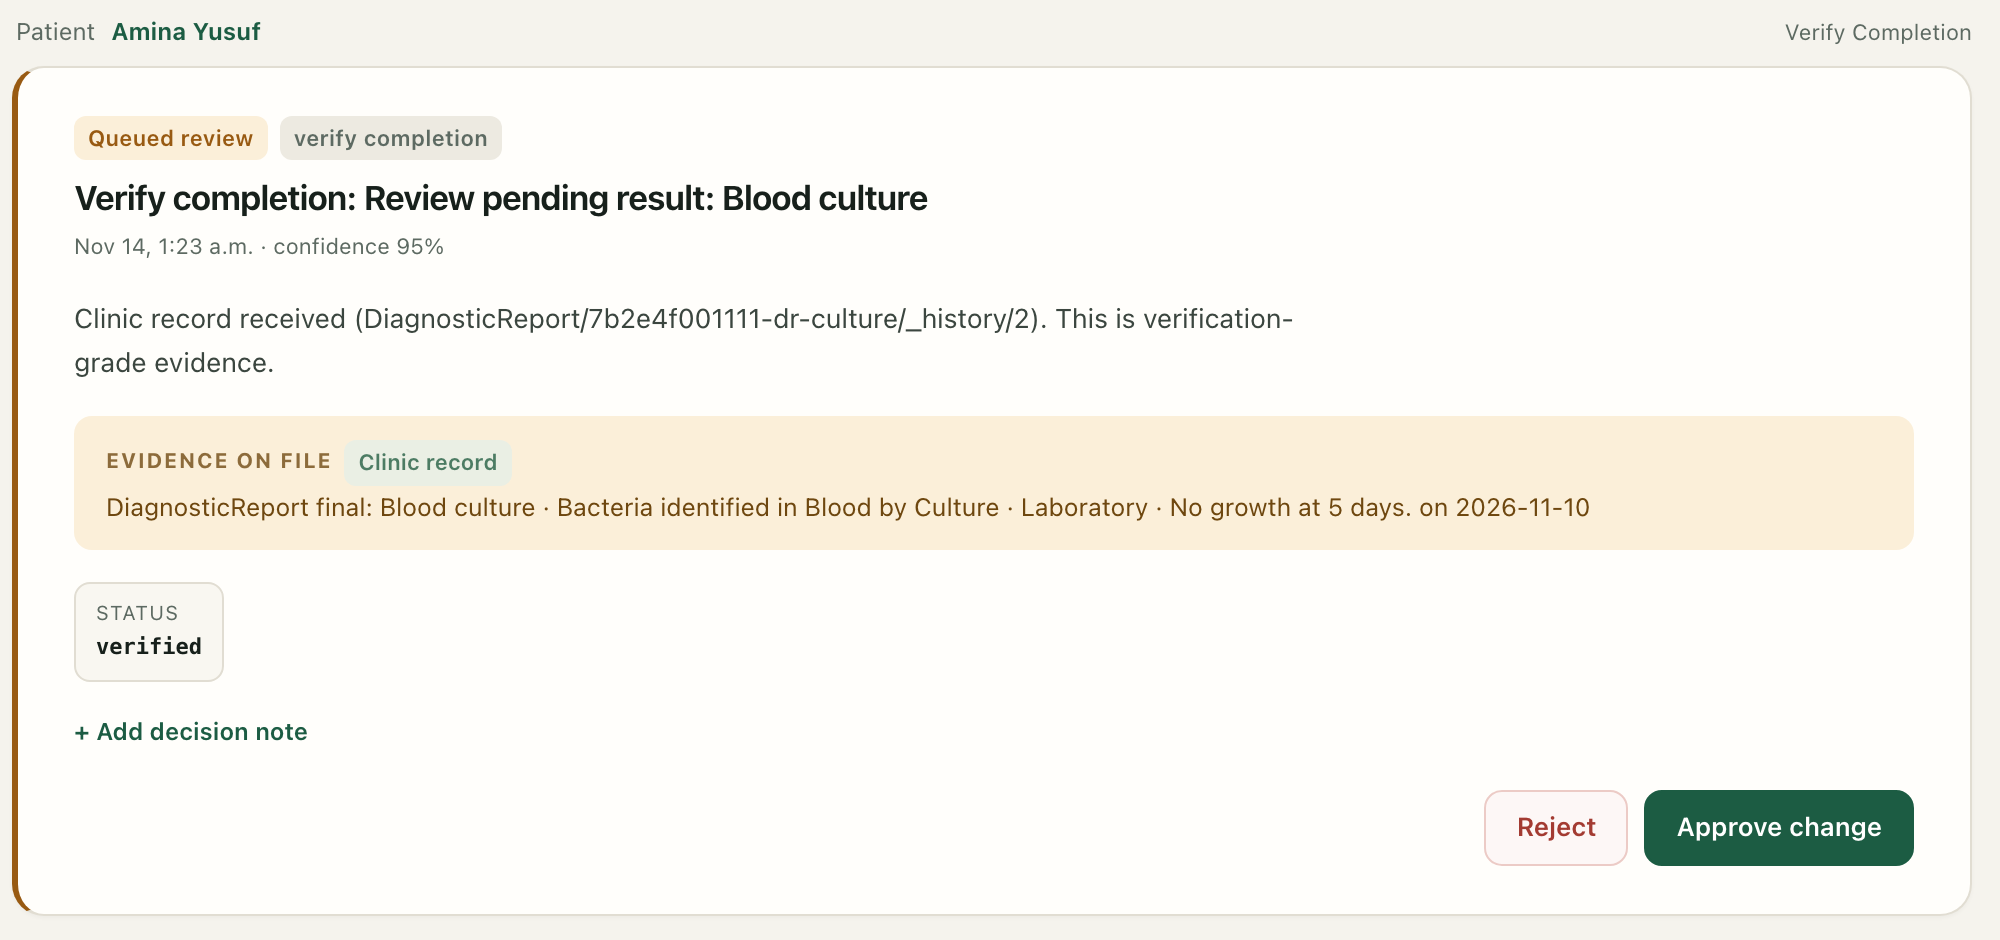 Patient Amina Yusuf
Verify Completion
Queued review
verify completion
Verify completion: Review pending result: Blood culture
Nov 14, 1:23 a.m. · confidence 95%
Clinic record received (DiagnosticReport/7b2e4f001111-dr-culture/_history/2). This is verification-
grade evidence.
EVIDENCE ON FILE Clinic record
DiagnosticReport final: Blood culture · Bacteria identified in Blood by Culture · Laboratory · No growth at 5 days. on 2026-11-10
STATUS
verified
+ Add decision note
Reject
Approve change